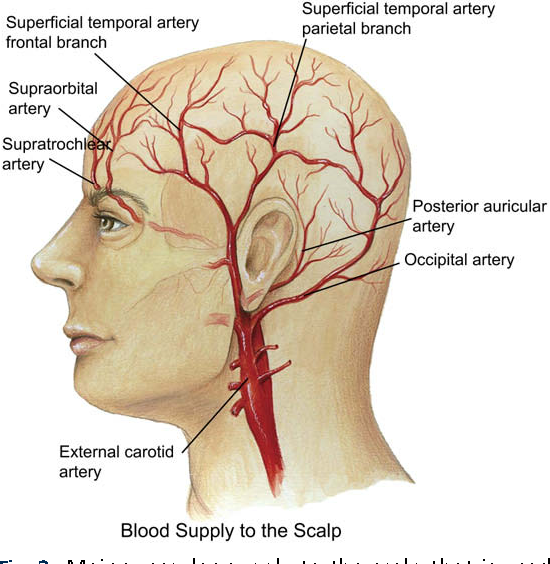 Superficial temporal artery
frontal branch
Superficial temporal artery
parietal branch
Supraorbital
artery
Supratrochlear
artery
Posterior auricular
artery
Occipital artery
External carotid
artery
Blood Supply to the Scalp